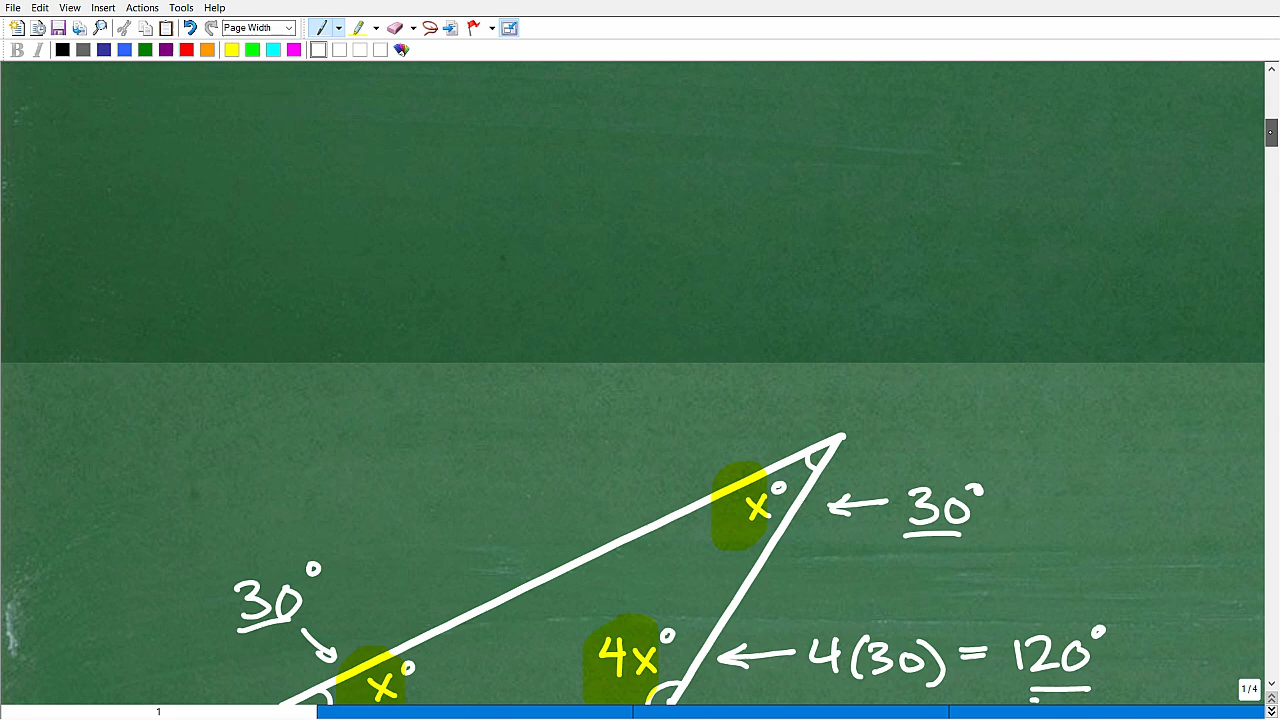 File Edit View Insert Actions Tools Help
Page Width
B I
x° ← 30°
30°
4x° ← 4(30) = 120°
x°
1/4
1